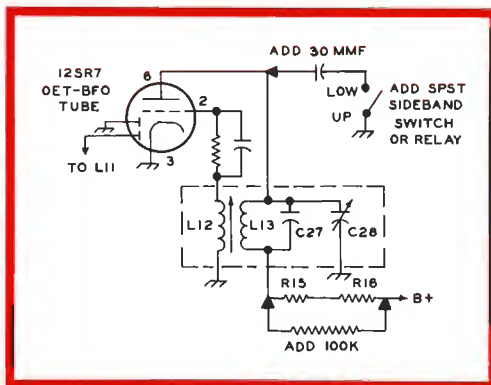 ADD 30 MMF
12SR7
OET-BFO
TUBE
6
2
3
LOW
UP
ADD SPST
SIDEBAND
SWITCH
OR RELAY
TO L11
L12
L13
C27
C28
R15
R16
B+
ADD 100K